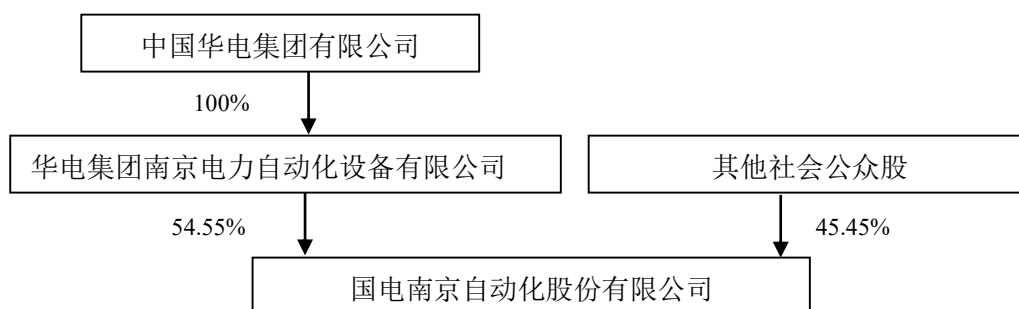 中国华电集团有限公司
100%
华电集团南京电力自动化设备有限公司
其他社会公众股
54.55%
45.45%
国电南京自动化股份有限公司